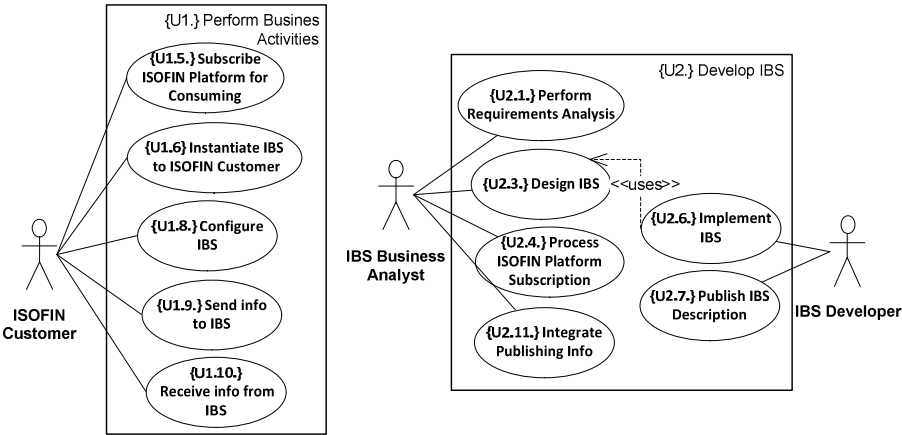 {U1.} Perform Busines
Activities
{U1.5.} Subscribe
ISOFIN Platform for
Consuming
{U1.6} Instantiate IBS
to ISOFIN Customer
{U1.8.} Configure
IBS
{U1.9.} Send info
to IBS
{U1.10.}
Receive info from
IBS
ISOFIN
Customer
{U2.} Develop IBS
{U2.1.} Perform
Requirements Analysis
{U2.3.} Design IBS
<<uses>>
{U2.4.} Process
ISOFIN Platform
Subscription
{U2.11.} Integrate
Publishing Info
{U2.6.} Implement
IBS
{U2.7.} Publish IBS
Description
IBS Business
Analyst
IBS Developer